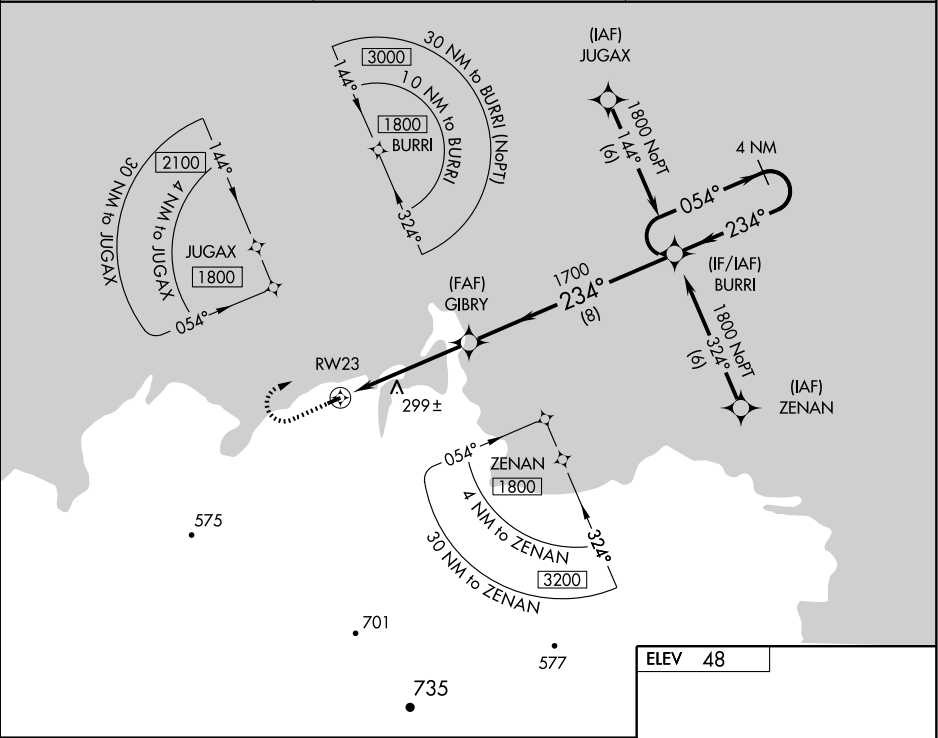 (IAF)
JUGAX
30 NM to BURRI (NoPT)
3000
144°
10 NM to BURRI
1800
BURRI
324°
1800 NoPT
144°
(6)
4 NM
054°
234°
30 NM to JUGAX
2100
144°
4 NM to JUGAX
JUGAX
1800
054°
(IF/IAF)
BURRI
1700
234°
(8)
(FAF)
GIBRY
1800 NoPT
324°
(6)
(IAF)
ZENAN
RW23
299±
054°
ZENAN
1800
4 NM to ZENAN
324°
30 NM to ZENAN
3200
575
701
577
735
ELEV 48